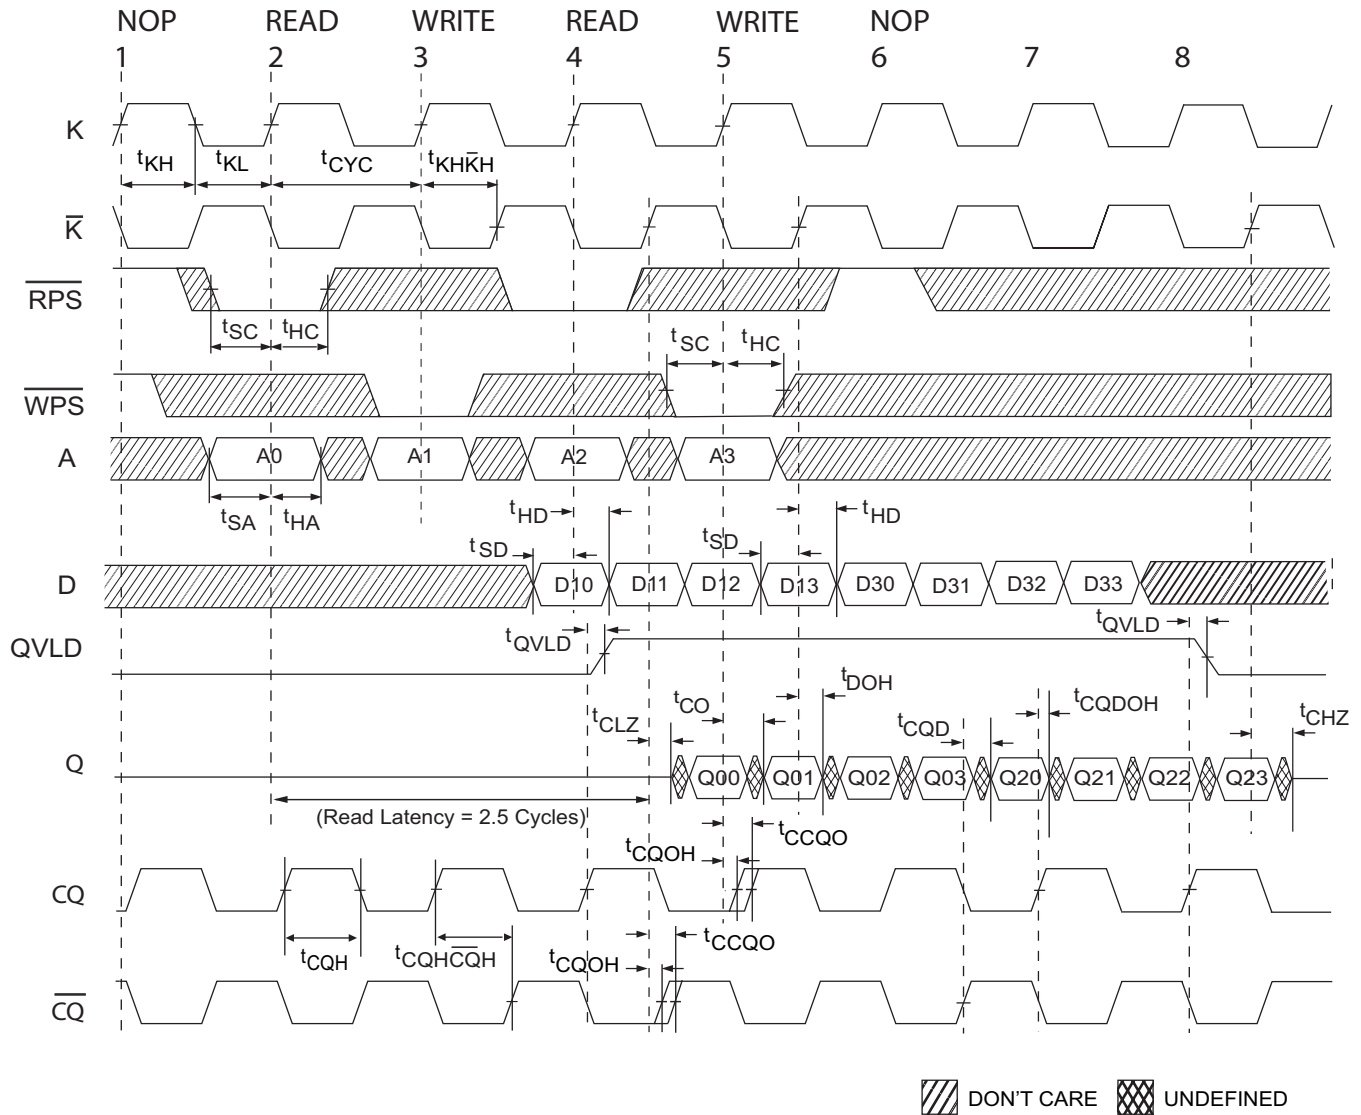 NOP READ WRITE READ WRITE NOP
1 2 3 4 5 6 7 8
K
tKH tKL tCYC tKHK̅H
K̅
R̅P̅S̅
tSC tHC
tSC tHC
W̅P̅S̅
A A0 A1 A2 A3
tSA tHA
tHD tHD
tSD tSD
D D10 D11 D12 D13 D30 D31 D32 D33
QVLD tQVLD tQVLD
tDOH
tCO tCQDOH
tCLZ tCQD tCHZ
Q Q00 Q01 Q02 Q03 Q20 Q21 Q22 Q23
(Read Latency = 2.5 Cycles)
tCCQO
tCQOH
CQ
tCCQO
tCQH tCQHC̅Q̅H tCQOH
C̅Q̅
DON'T CARE UNDEFINED